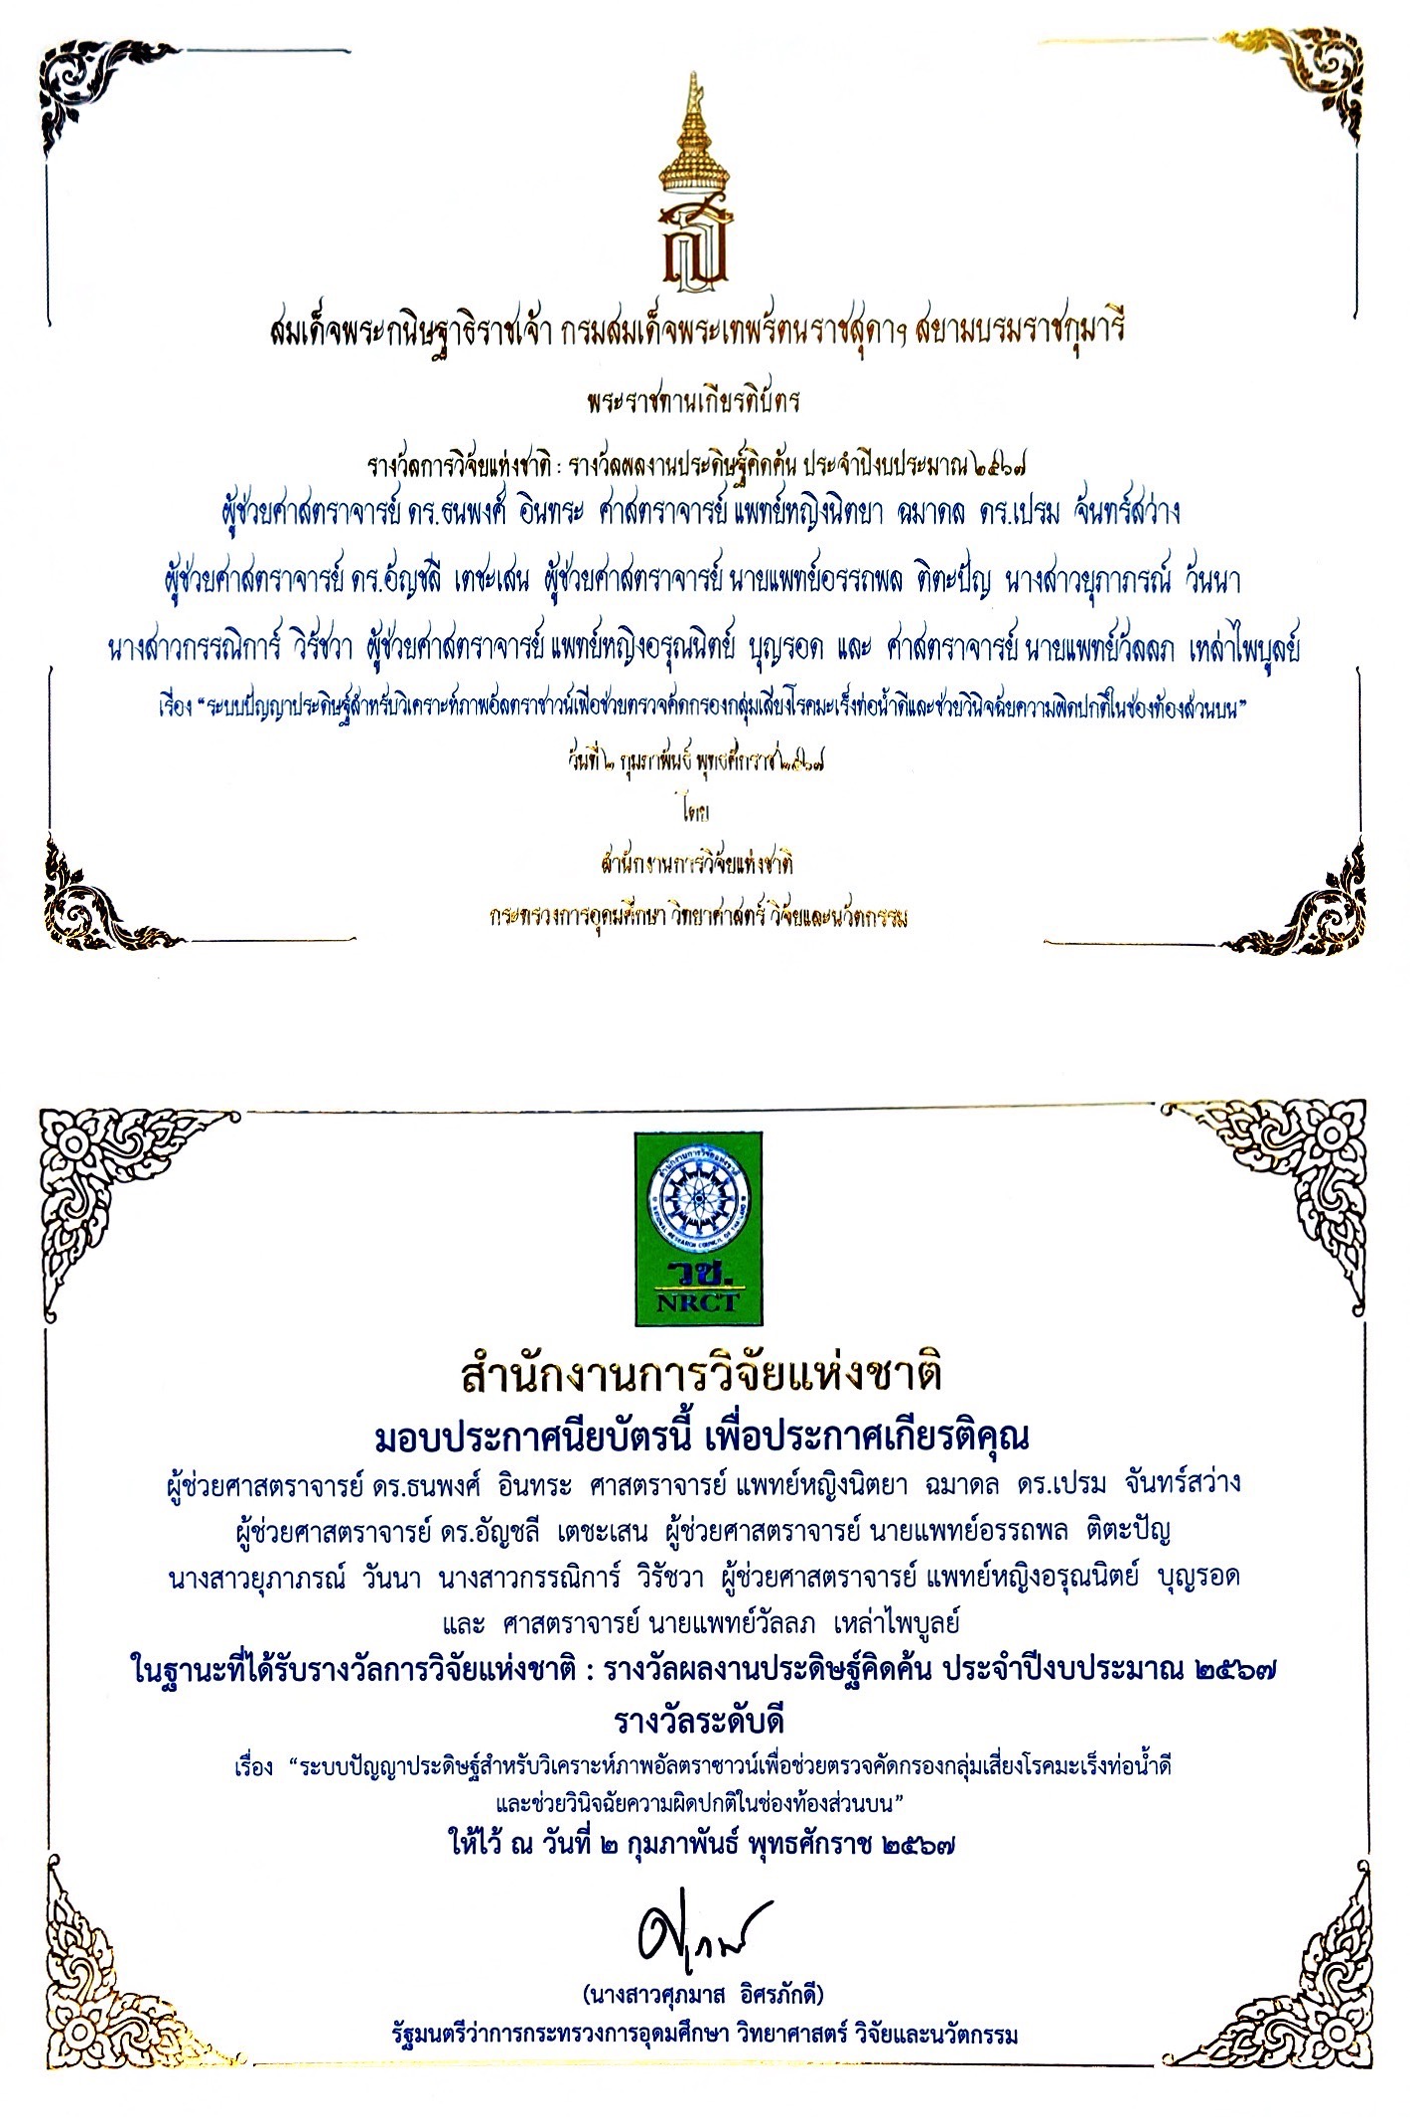 สมเด็จพระกนิษฐาธิราชเจ้า กรมสมเด็จพระเทพรัตนราชสุดาฯ สยามบรมราชกุมารี
พระราชทานเกียรติบัตร
รางวัลการวิจัยแห่งชาติ : รางวัลผลงานประดิษฐ์คิดค้น ประจำปีงบประมาณ ๒๕๖๗
ผู้ช่วยศาสตราจารย์ ดร.ธนพงศ์ อินทระ ศาสตราจารย์ แพทย์หญิงนิตยา ฉมาดล ดร.เปรม จันทร์สว่าง
ผู้ช่วยศาสตราจารย์ ดร.อัญชลี เตชะเสน ผู้ช่วยศาสตราจารย์ นายแพทย์อรรถพล ติตะปัญ นางสาวยุภาภรณ์ วันนา
นางสาวกรรณิการ์ วิรัชวา ผู้ช่วยศาสตราจารย์ แพทย์หญิงอรุณนิตย์ บุญรอด และ ศาสตราจารย์ นายแพทย์วัลลภ เหล่าไพบูลย์
เรื่อง “ระบบปัญญาประดิษฐ์สำหรับวิเคราะห์ภาพอัลตราซาวน์เพื่อช่วยตรวจคัดกรองกลุ่มเสี่ยงโรคมะเร็งท่อน้ำดีและช่วยวินิจฉัยความผิดปกติในช่องท้องส่วนบน”
วันที่ ๒ กุมภาพันธ์ พุทธศักราช ๒๕๖๗
โดย
สำนักงานการวิจัยแห่งชาติ
กระทรวงการอุดมศึกษา วิทยาศาสตร์ วิจัยและนวัตกรรม
สำนักงานการวิจัยแห่งชาติ
NATIONAL RESEARCH COUNCIL OF THAILAND
วช.
NRCT
สำนักงานการวิจัยแห่งชาติ
มอบประกาศนียบัตรนี้ เพื่อประกาศเกียรติคุณ
ผู้ช่วยศาสตราจารย์ ดร.ธนพงศ์ อินทระ ศาสตราจารย์ แพทย์หญิงนิตยา ฉมาดล ดร.เปรม จันทร์สว่าง
ผู้ช่วยศาสตราจารย์ ดร.อัญชลี เตชะเสน ผู้ช่วยศาสตราจารย์ นายแพทย์อรรถพล ติตะปัญ
นางสาวยุภาภรณ์ วันนา นางสาวกรรณิการ์ วิรัชวา ผู้ช่วยศาสตราจารย์ แพทย์หญิงอรุณนิตย์ บุญรอด
และ ศาสตราจารย์ นายแพทย์วัลลภ เหล่าไพบูลย์
ในฐานะที่ได้รับรางวัลการวิจัยแห่งชาติ : รางวัลผลงานประดิษฐ์คิดค้น ประจำปีงบประมาณ ๒๕๖๗
รางวัลระดับดี
เรื่อง “ระบบปัญญาประดิษฐ์สำหรับวิเคราะห์ภาพอัลตราซาวน์เพื่อช่วยตรวจคัดกรองกลุ่มเสี่ยงโรคมะเร็งท่อน้ำดี
และช่วยวินิจฉัยความผิดปกติในช่องท้องส่วนบน”
ให้ไว้ ณ วันที่ ๒ กุมภาพันธ์ พุทธศักราช ๒๕๖๗
(นางสาวศุภมาส อิศรภักดี)
รัฐมนตรีว่าการกระทรวงการอุดมศึกษา วิทยาศาสตร์ วิจัยและนวัตกรรม